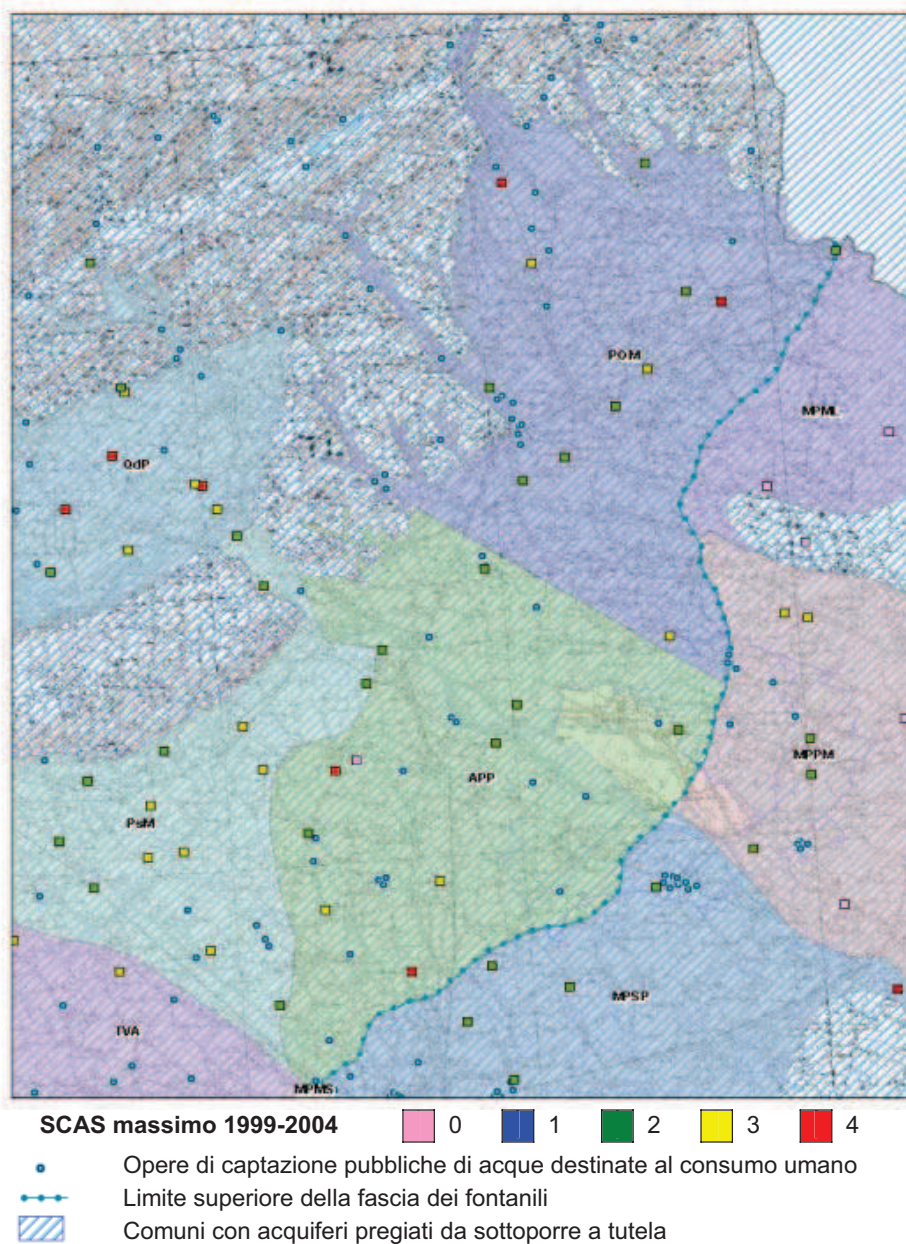 POM
MPML
QdP
MPPM
APP
PsM
MPSP
TVA
MPMS
SCAS massimo 1999-2004 0 1 2 3 4
Opere di captazione pubbliche di acque destinate al consumo umano
Limite superiore della fascia dei fontanili
Comuni con acquiferi pregiati da sottoporre a tutela